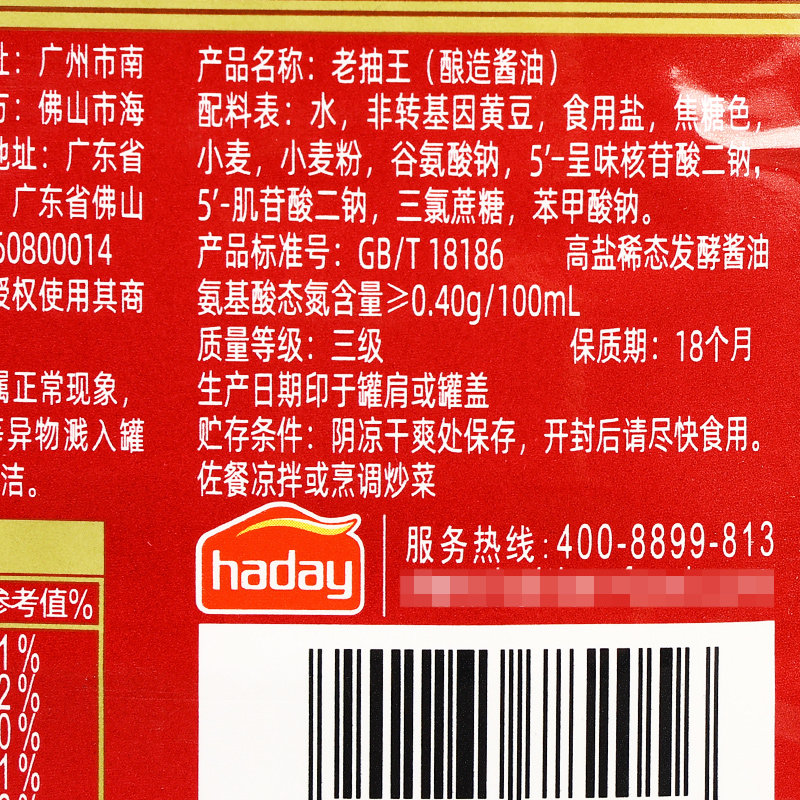 址：广州市南
方：佛山市海
地址：广东省
广东省佛山
60800014
授权使用其商
属正常现象，
等异物溅入罐
洁。
参考值%
1%
2%
0%
1%
产品名称：老抽王（酿造酱油）
配料表：水，非转基因黄豆，食用盐，焦糖色，
小麦，小麦粉，谷氨酸钠，5′-呈味核苷酸二钠，
5′-肌苷酸二钠，三氯蔗糖，苯甲酸钠。
产品标准号：GB/T 18186 高盐稀态发酵酱油
氨基酸态氮含量≥0.40g/100mL
质量等级：三级 保质期：18个月
生产日期印于罐肩或罐盖
贮存条件：阴凉干爽处保存，开封后请尽快食用。
佐餐凉拌或烹调炒菜
haday
服务热线：400-8899-813